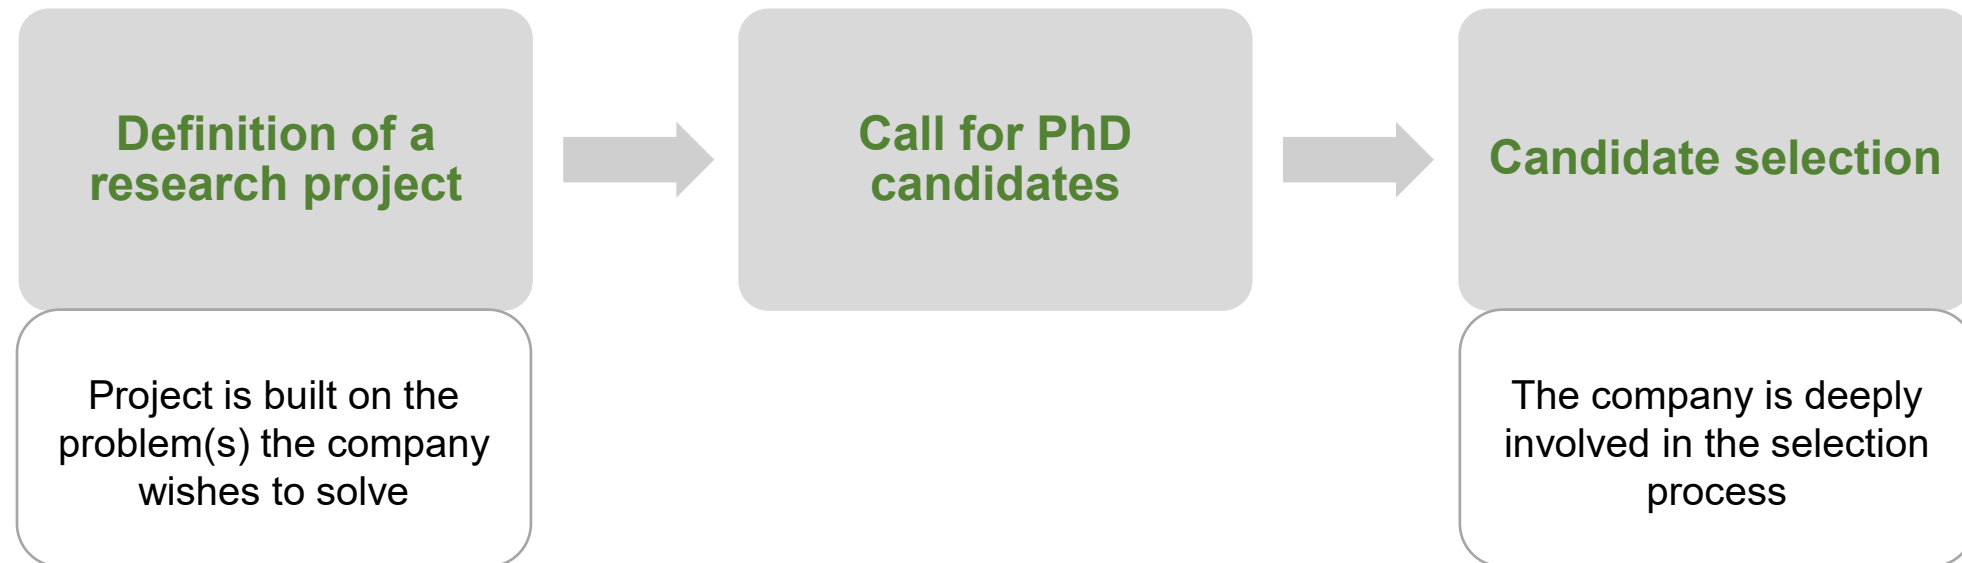 Definition of a
research project
Call for PhD
candidates
Candidate selection
Project is built on the
problem(s) the company
wishes to solve
The company is deeply
involved in the selection
process